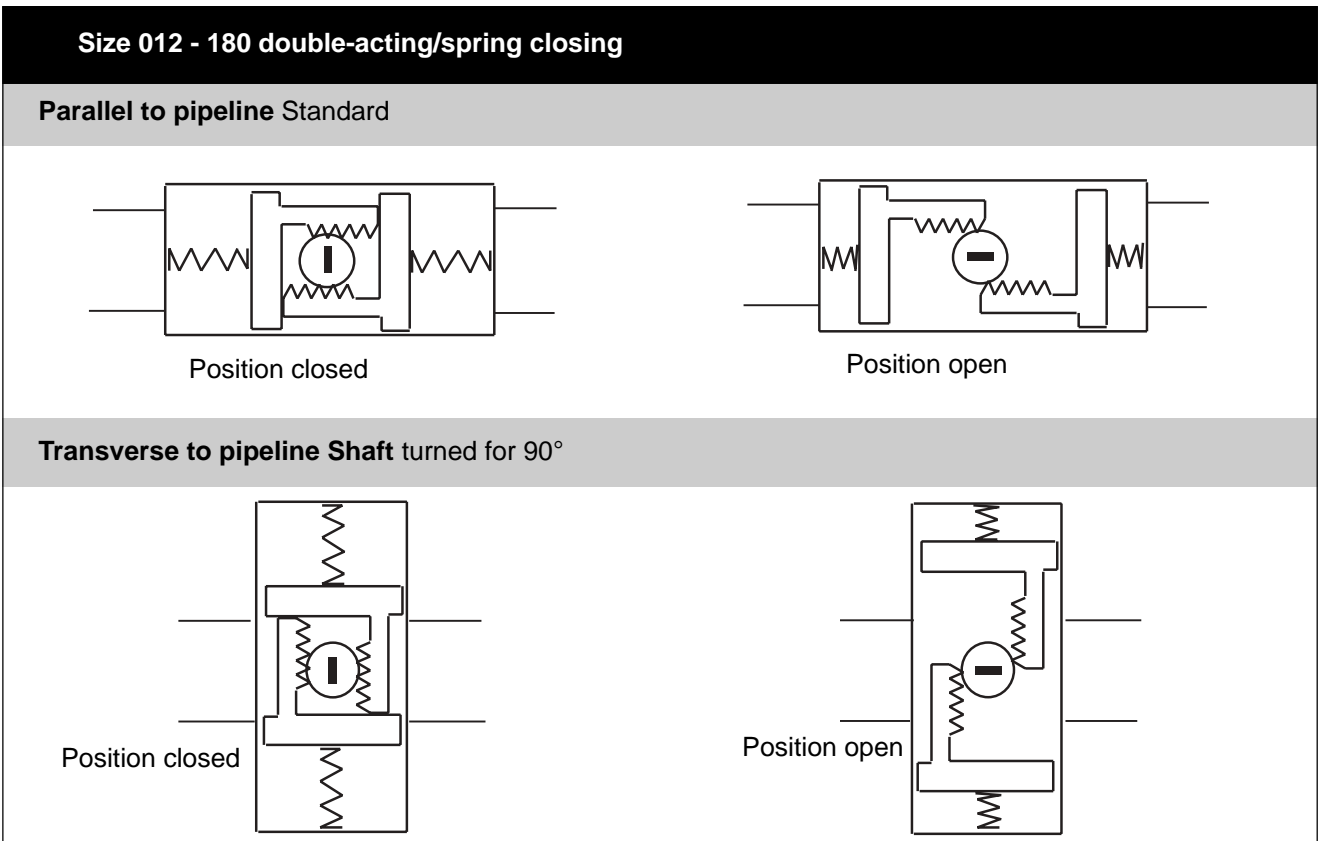 Size 012 - 180 double-acting/spring closing
Parallel to pipeline Standard
Position closed
Position open
Transverse to pipeline Shaft turned for 90°
Position closed
Position open